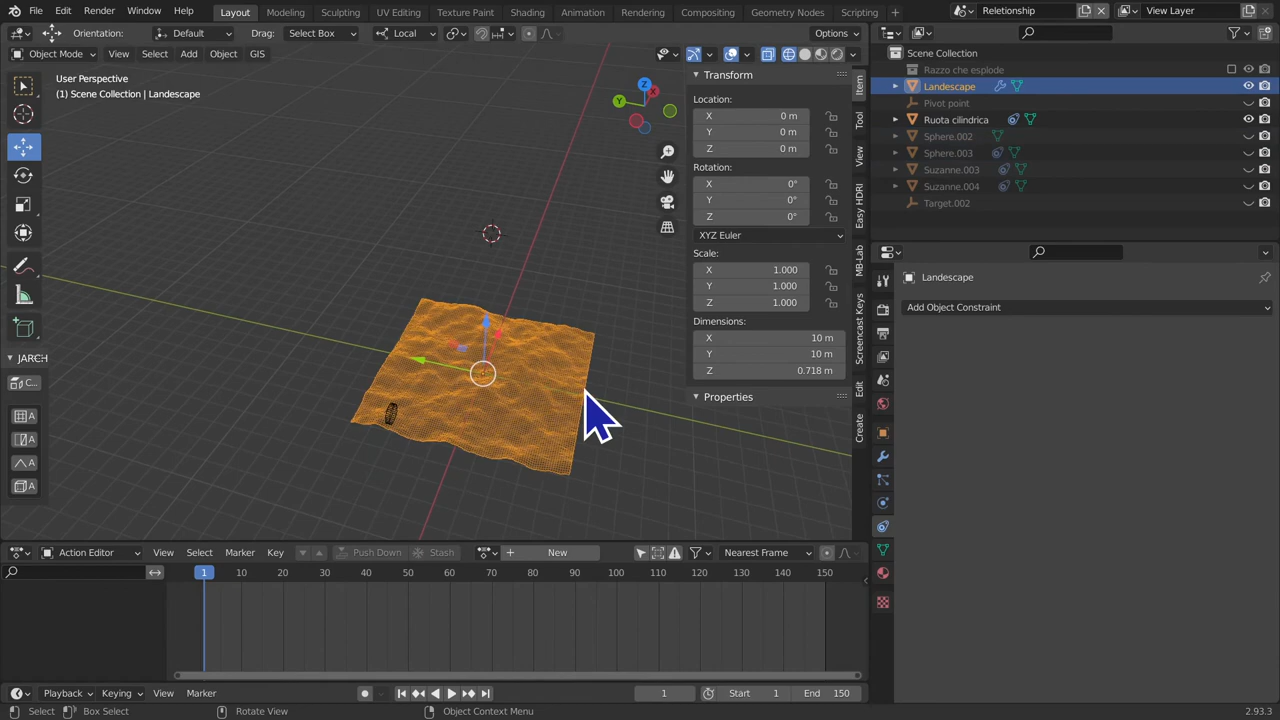 File Edit Render Window Help Layout Modeling Sculpting UV Editing Texture Paint Shading Animation Rendering Compositing Geometry Nodes Scripting + Relationship View Layer
Orientation: Default Drag: Select Box Local Options
Object Mode View Select Add Object GIS
User Perspective
(1) Scene Collection | Landscape
Z
X
Y
JARCH
C...
A
A
A
A
Transform
Location:
X 0 m
Y 0 m
Z 0 m
Rotation:
X 0°
Y 0°
Z 0°
XYZ Euler
Scale:
X 1.000
Y 1.000
Z 1.000
Dimensions:
X 10 m
Y 10 m
Z 0.718 m
Properties
Item
Tool
View
Easy HDRI
MB-Lab
Screencast Keys
Edit
Create
Scene Collection
Razzo che esplode
Landscape
Pivot point
Ruota cilindrica
Sphere.002
Sphere.003
Suzanne.003
Suzanne.004
Target.002
Landscape
Add Object Constraint
Action Editor View Select Marker Key Push Down Stash New Nearest Frame
1 10 20 30 40 50 60 70 80 90 100 110 120 130 140 150
Playback Keying View Marker 1 Start 1 End 150
Select Box Select Rotate View Object Context Menu 2.93.3